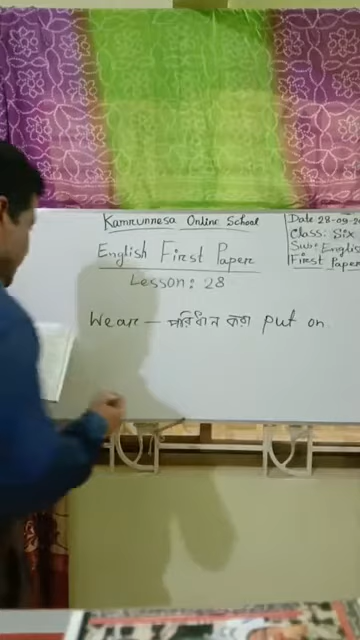 Kamrunnesa Online School
English First Paper
Lesson: 28
Wear — পরিধান করা put on
Date 28-09-20
Class: Six
Sub: English
First Paper